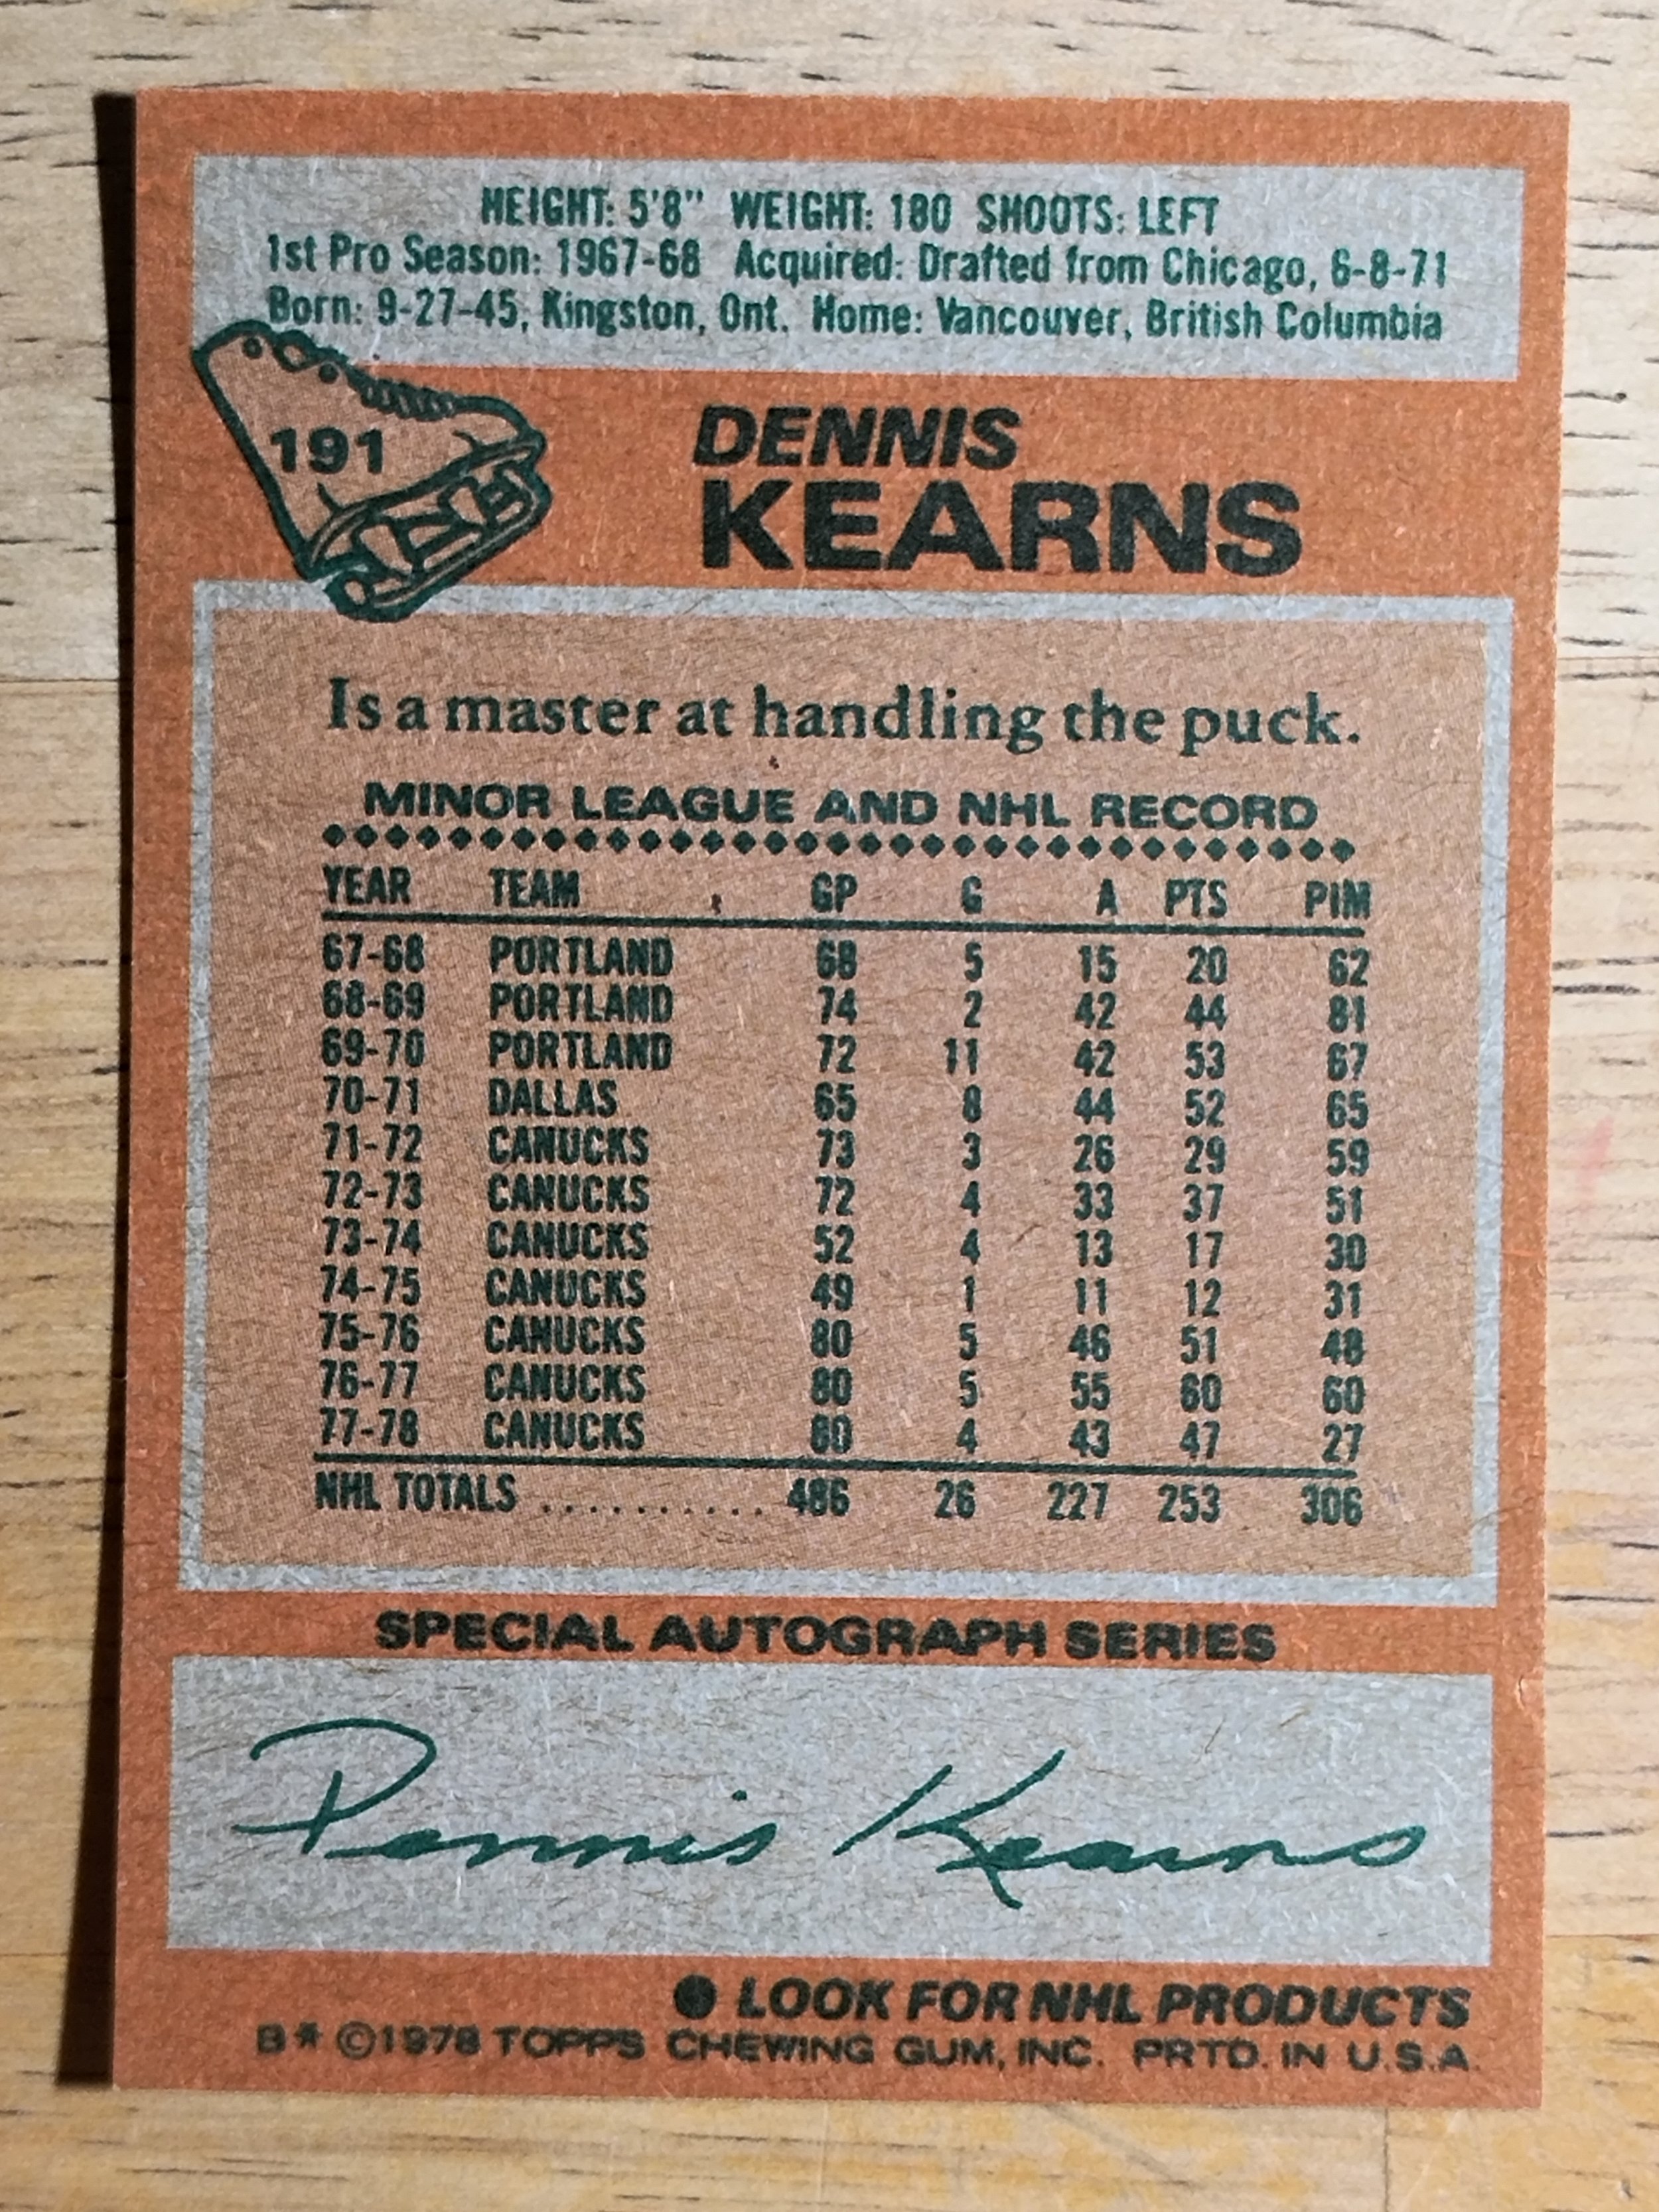 HEIGHT: 5'8" WEIGHT: 180 SHOOTS: LEFT
1st Pro Season: 1967-68 Acquired: Drafted from Chicago, 6-8-71
Born: 9-27-45, Kingston, Ont. Home: Vancouver, British Columbia
191
DENNIS
KEARNS
Is a master at handling the puck.
MINOR LEAGUE AND NHL RECORD
YEAR TEAM GP G A PTS PIM
67-68 PORTLAND 68 5 15 20 62
68-69 PORTLAND 74 2 42 44 81
69-70 PORTLAND 72 11 42 53 67
70-71 DALLAS 65 8 44 52 65
71-72 CANUCKS 73 3 26 29 59
72-73 CANUCKS 72 4 33 37 51
73-74 CANUCKS 52 4 13 17 30
74-75 CANUCKS 49 1 11 12 31
75-76 CANUCKS 80 5 46 51 48
76-77 CANUCKS 80 5 55 60 60
77-78 CANUCKS 80 4 43 47 27
NHL TOTALS .......... 486 26 227 253 306
SPECIAL AUTOGRAPH SERIES
Dennis Kearns
● LOOK FOR NHL PRODUCTS
B* ©1978 TOPPS CHEWING GUM, INC. PRTD. IN U.S.A.